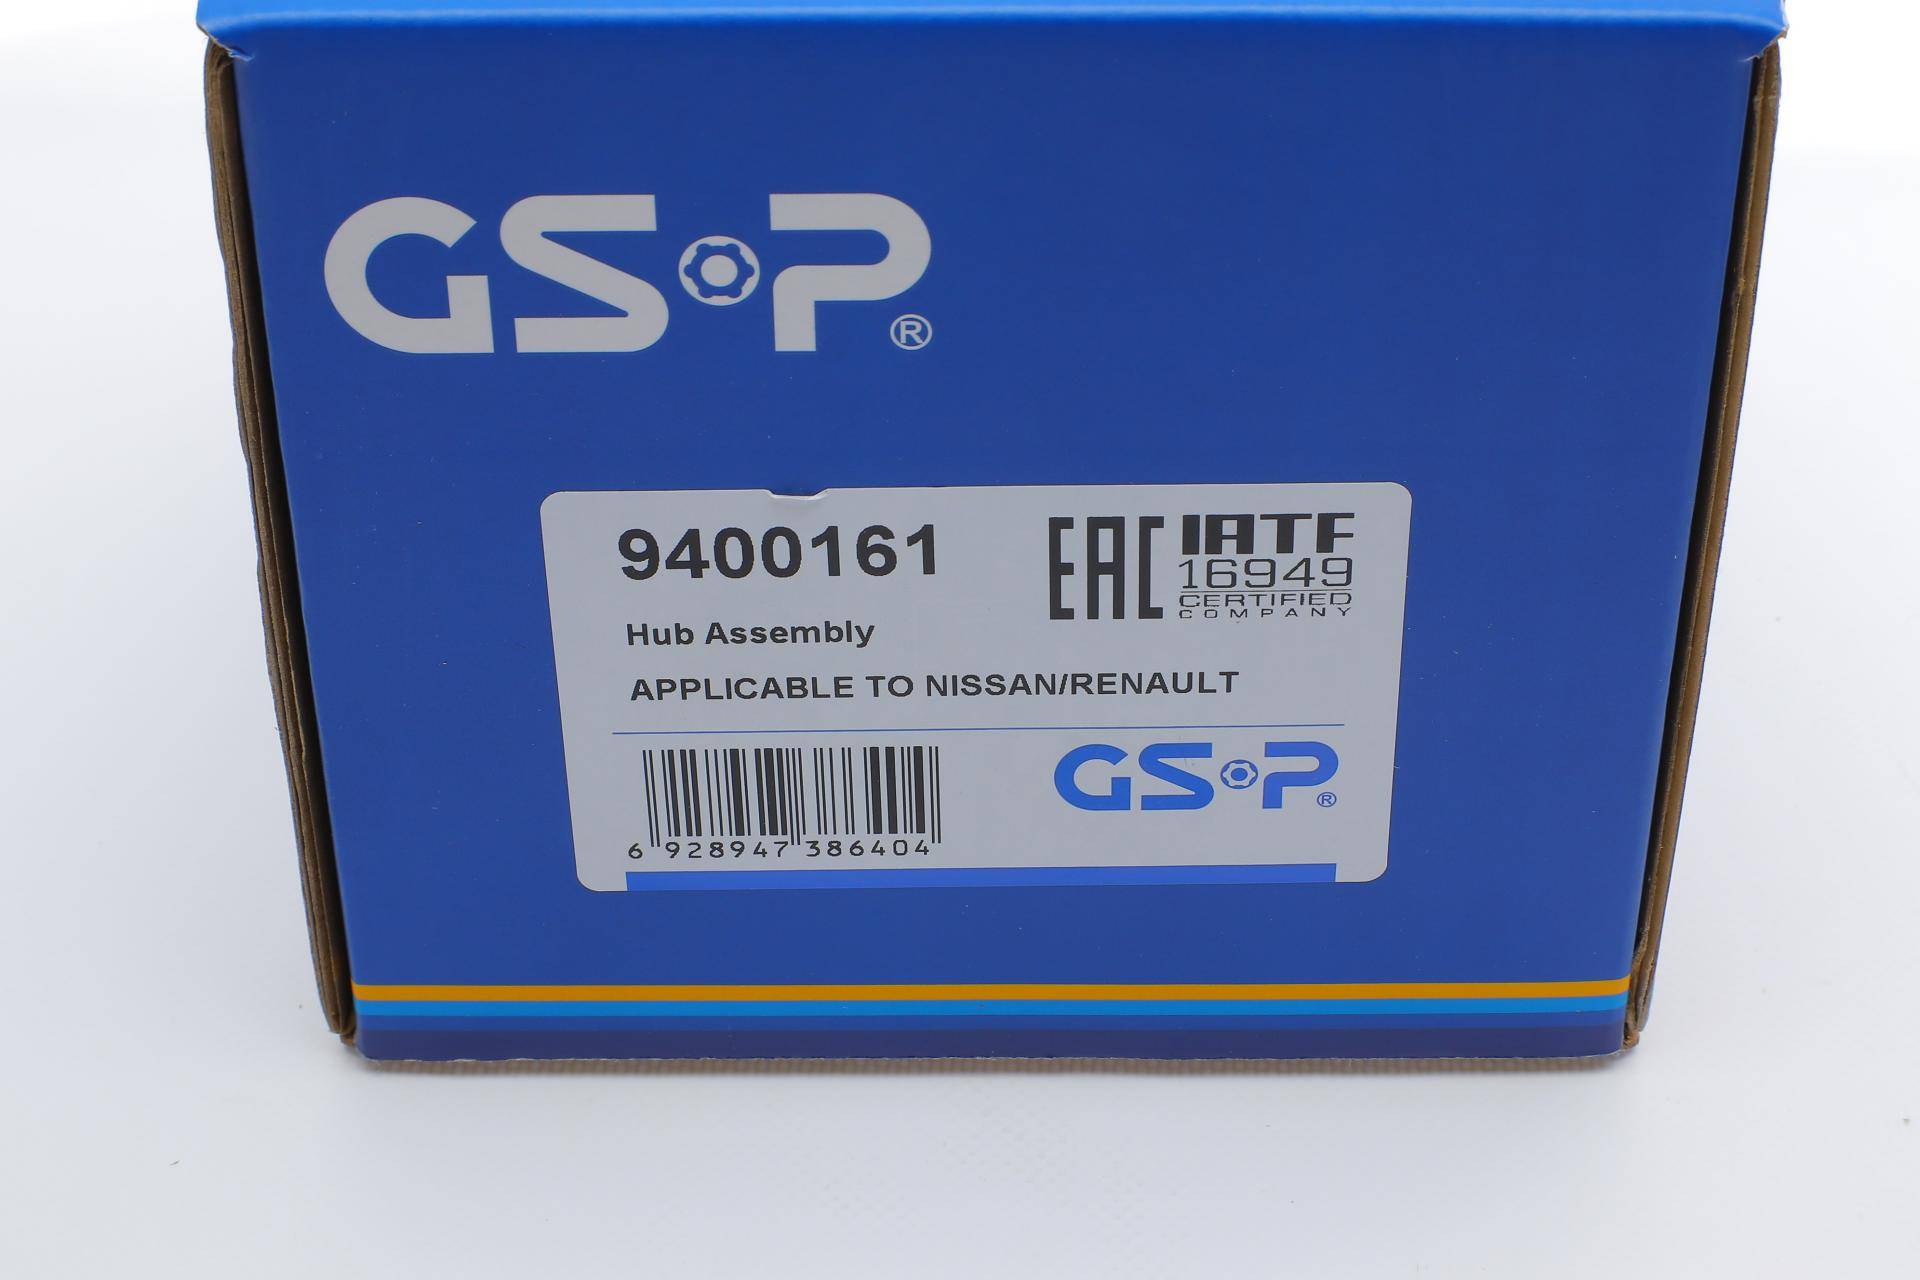 GSP®
9400161
EAC
IATF
16949
CERTIFIED
COMPANY
Hub Assembly
APPLICABLE TO NISSAN/RENAULT
GSP®
6 928947 386404